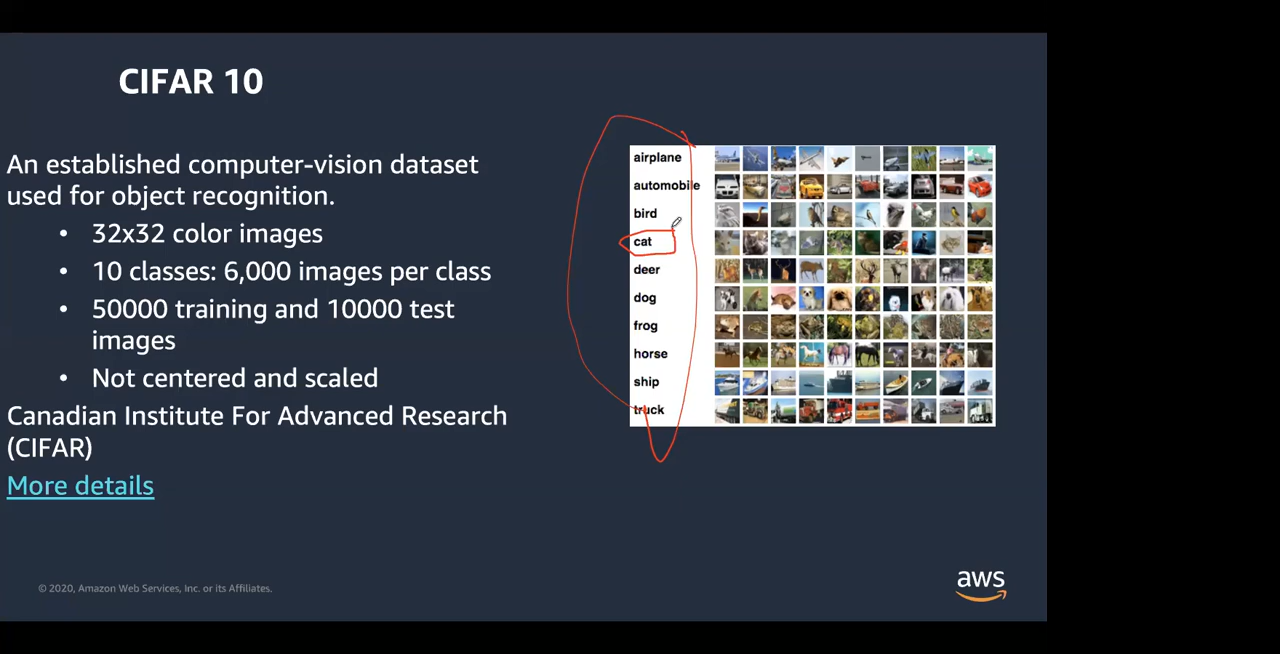 CIFAR 10
An established computer-vision dataset
used for object recognition.
• 32x32 color images
• 10 classes: 6,000 images per class
• 50000 training and 10000 test
images
• Not centered and scaled
Canadian Institute For Advanced Research
(CIFAR)
More details
airplane
automobile
bird
cat
deer
dog
frog
horse
ship
truck
© 2020, Amazon Web Services, Inc. or its Affiliates.
aws